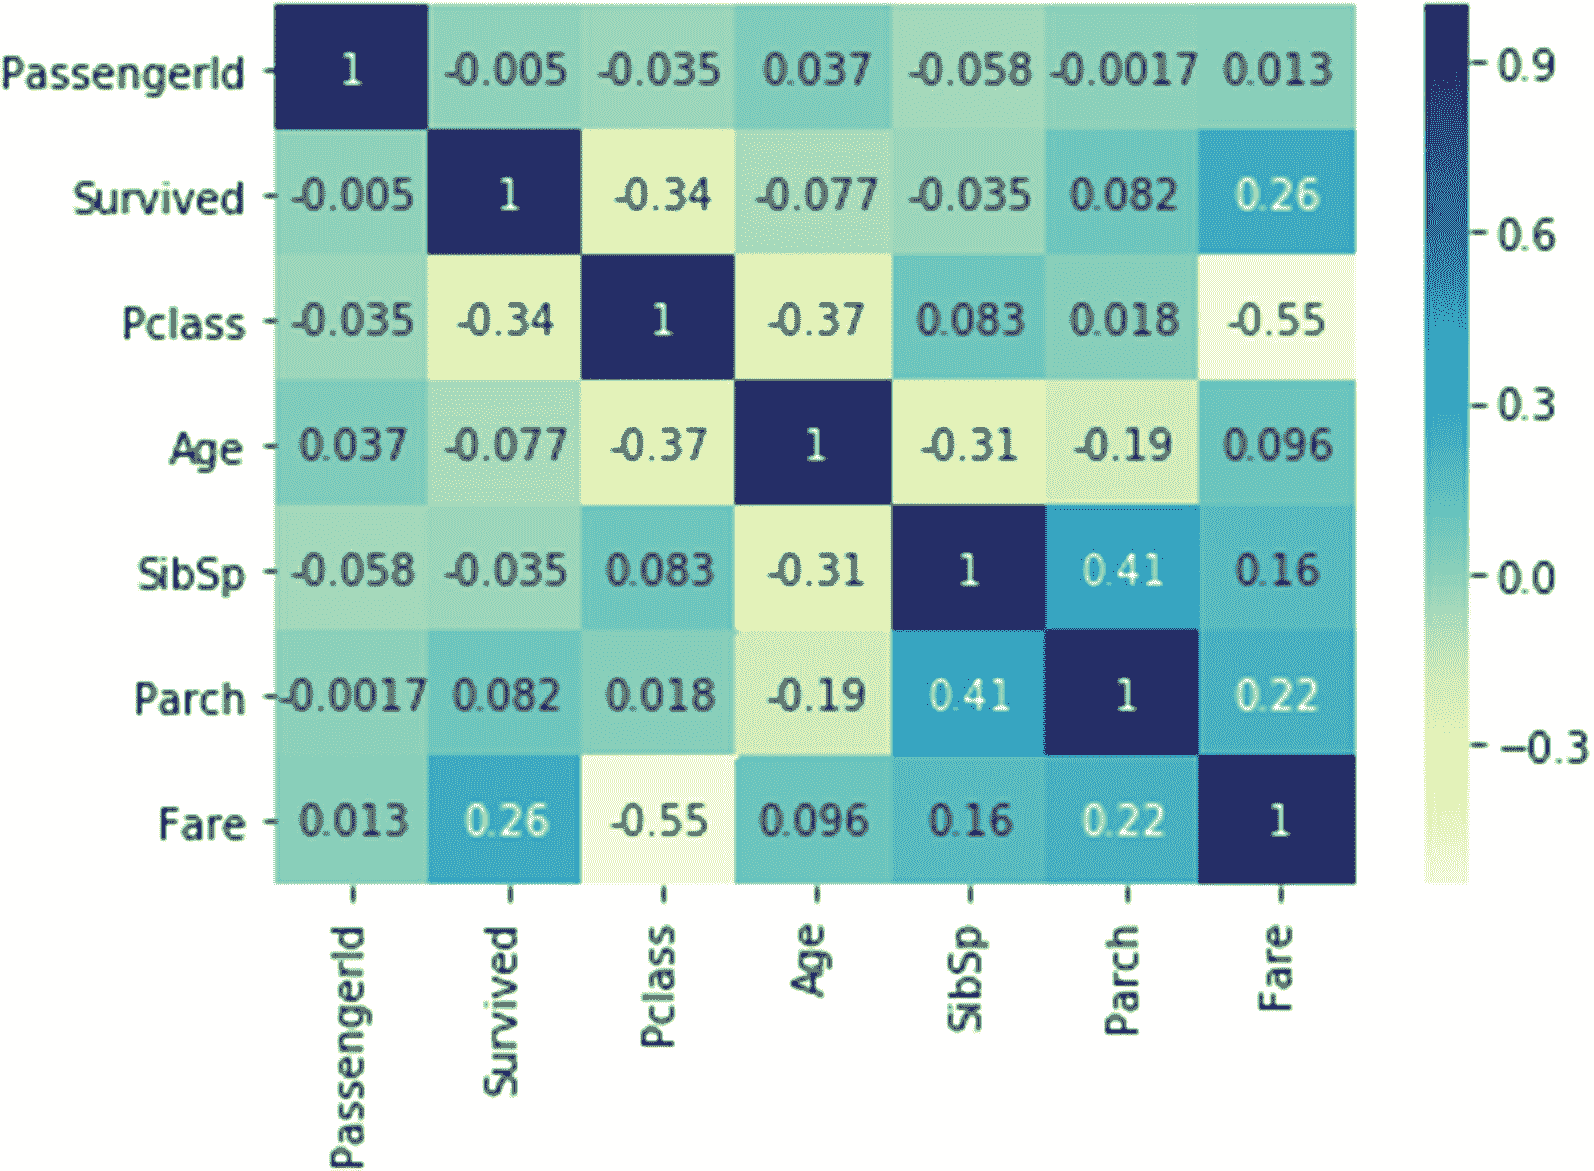 PassengerId 1 -0.005 -0.035 0.037 -0.058 -0.0017 0.013
Survived -0.005 1 -0.34 -0.077 -0.035 0.082 0.26
Pclass -0.035 -0.34 1 -0.37 0.083 0.018 -0.55
Age 0.037 -0.077 -0.37 1 -0.31 -0.19 0.096
SibSp -0.058 -0.035 0.083 -0.31 1 0.41 0.16
Parch -0.0017 0.082 0.018 -0.19 0.41 1 0.22
Fare 0.013 0.26 -0.55 0.096 0.16 0.22 1
PassengerId
Survived
Pclass
Age
SibSp
Parch
Fare
0.9
0.6
0.3
0.0
−0.3